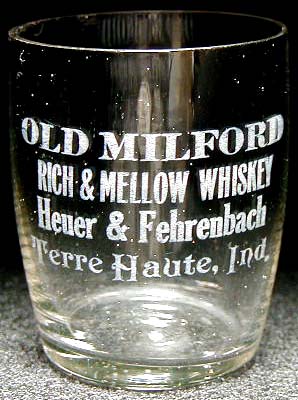 OLD MILFORD
RICH & MELLOW WHISKEY
Heuer & Fehrenbach
Terre Haute, Ind.